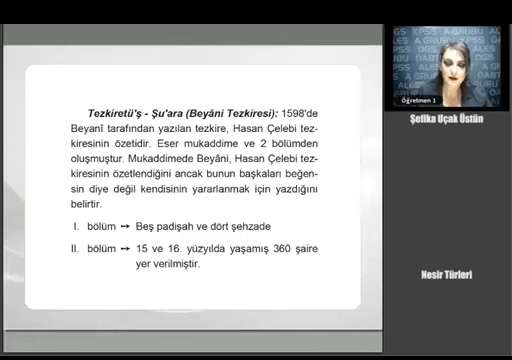 Tezkiretü'ş - Şu'ara (Beyâni Tezkiresi): 1598'de
Beyanî tarafından yazılan tezkire, Hasan Çelebi tez-
kiresinin özetidir. Eser mukaddime ve 2 bölümden
oluşmuştur. Mukaddimede Beyâni, Hasan Çelebi tez-
kiresinin özetlendiğini ancak bunun başkaları beğen-
sin diye değil kendisinin yararlanmak için yazdığını
belirtir.
I. bölüm → Beş padişah ve dört şehzade
II. bölüm → 15 ve 16. yüzyılda yaşamış 360 şaire
yer verilmiştir.
Öğretmen 1
Şefika Uçak Üstün
Nesir Türleri